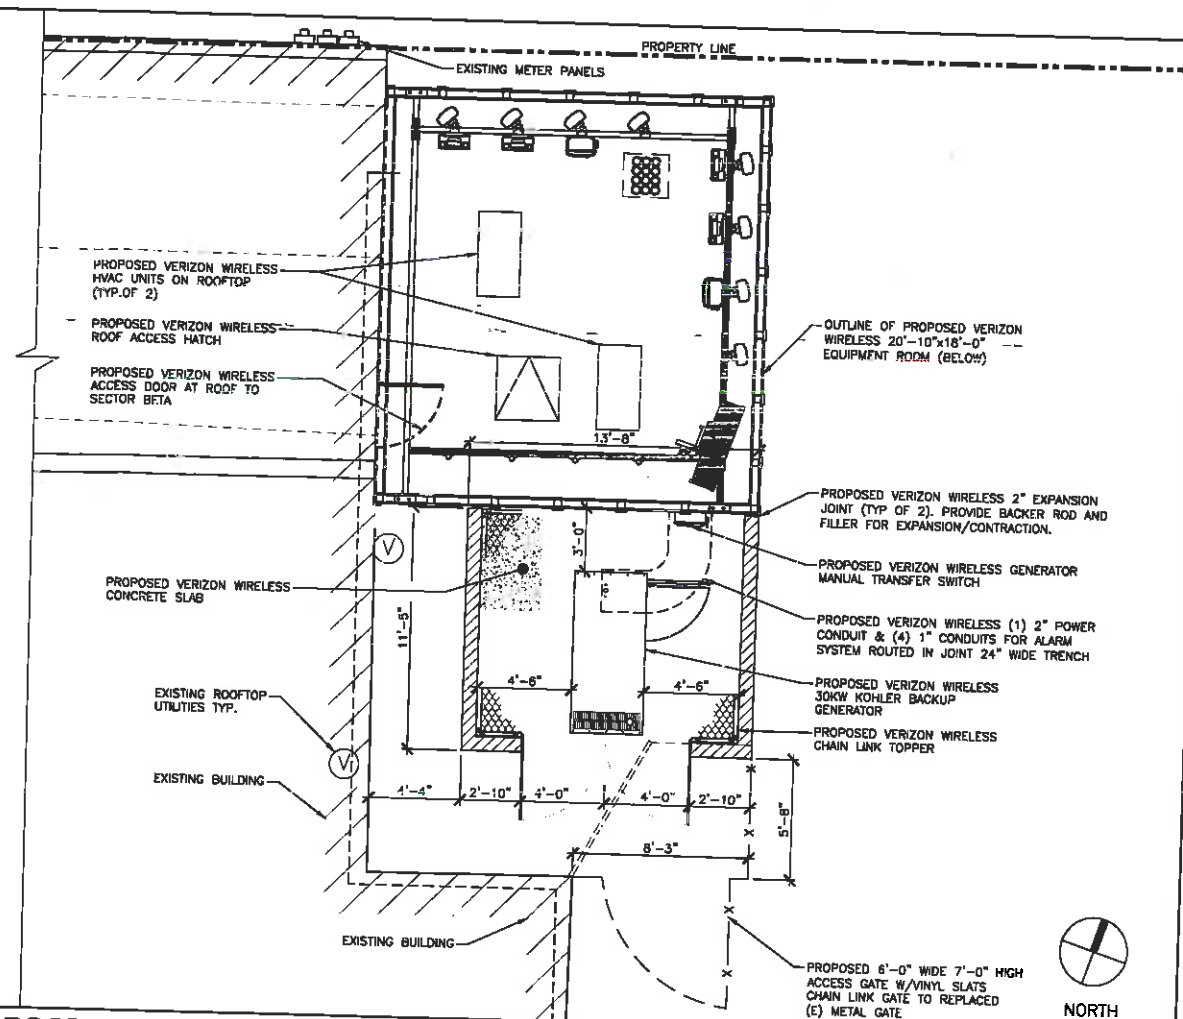 PROPERTY LINE
EXISTING METER PANELS
PROPOSED VERIZON WIRELESS
HVAC UNITS ON ROOFTOP
(TYP.OF 2)
PROPOSED VERIZON WIRELESS
ROOF ACCESS HATCH
PROPOSED VERIZON WIRELESS
ACCESS DOOR AT ROOF TO
SECTOR BETA
OUTLINE OF PROPOSED VERIZON
WIRELESS 20'-10"x18'-0"
EQUIPMENT ROOM (BELOW)
13'-8"
PROPOSED VERIZON WIRELESS 2" EXPANSION
JOINT (TYP OF 2). PROVIDE BACKER ROD AND
FILLER FOR EXPANSION/CONTRACTION.
3'-0"
V
PROPOSED VERIZON WIRELESS
CONCRETE SLAB
PROPOSED VERIZON WIRELESS GENERATOR
MANUAL TRANSFER SWITCH
11'-5"
PROPOSED VERIZON WIRELESS (1) 2" POWER
CONDUIT & (4) 1" CONDUITS FOR ALARM
SYSTEM ROUTED IN JOINT 24" WIDE TRENCH
4'-6"
4'-6"
PROPOSED VERIZON WIRELESS
30KW KOHLER BACKUP
GENERATOR
EXISTING ROOFTOP
UTILITIES TYP.
PROPOSED VERIZON WIRELESS
CHAIN LINK TOPPER
V
EXISTING BUILDING
4'-4"
2'-10"
4'-0"
4'-0"
2'-10"
5'-8"
8'-3"
EXISTING BUILDING
PROPOSED 6'-0" WIDE 7'-0" HIGH
ACCESS GATE W/VINYL SLATS
CHAIN LINK GATE TO REPLACED
(E) METAL GATE
NORTH